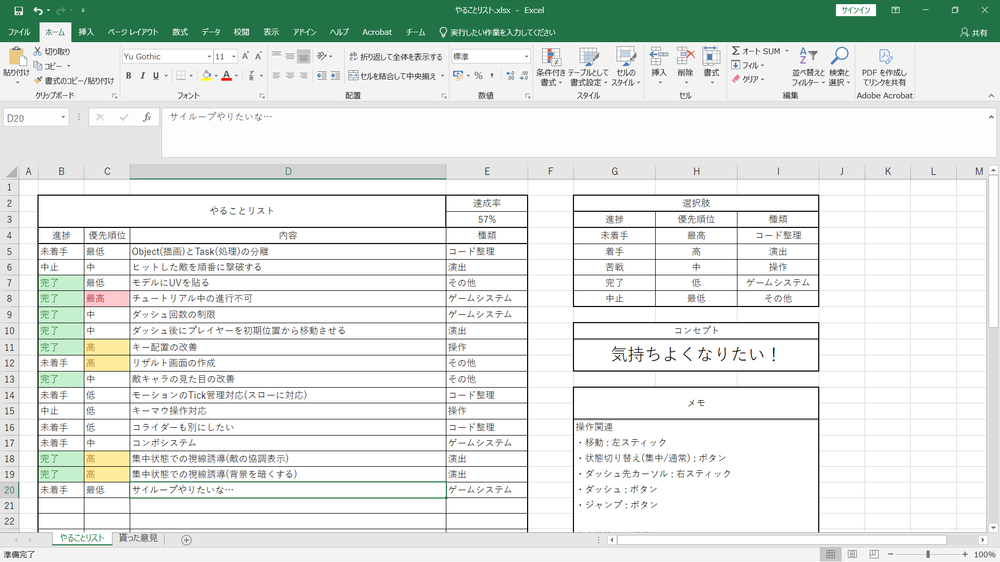 やることリスト.xlsx - Excel
サインイン
ファイル ホーム 挿入 ページ レイアウト 数式 データ 校閲 表示 アドイン ヘルプ Acrobat チーム 実行したい作業を入力してください 共有
貼り付け
切り取り
コピー
書式のコピー/貼り付け
クリップボード
Yu Gothic 11
B I U A
フォント
折り返して全体を表示する
セルを結合して中央揃え
配置
標準
% ,
数値
条件付き書式
テーブルとして書式設定
セルのスタイル
スタイル
挿入 削除 書式
セル
Σ オート SUM
フィル
クリア
並べ替えとフィルター
検索と選択
編集
PDF を作成してリンクを共有
Adobe Acrobat
D20 fx サイループやりたいな…
A B C D E F G H I J K L M
1
2 やることリスト 達成率 選択肢
3 57% 進捗 優先順位 種類
4 進捗 優先順位 内容 種類 未着手 最高 コード整理
5 未着手 最低 Object(描画)とTask(処理)の分離 コード整理 着手 高 演出
6 中止 中 ヒットした敵を順番に撃破する 演出 苦戦 中 操作
7 完了 最低 モデルにUVを貼る その他 完了 低 ゲームシステム
8 完了 最高 チュートリアル中の進行不可 ゲームシステム 中止 最低 その他
9 完了 中 ダッシュ回数の制限 ゲームシステム
10 完了 中 ダッシュ後にプレイヤーを初期位置から移動させる 演出 コンセプト
11 完了 高 キー配置の改善 操作 気持ちよくなりたい！
12 未着手 高 リザルト画面の作成 その他
13 完了 中 敵キャラの見た目の改善 その他
14 未着手 低 モーションのTick管理対応(スローに対応) コード整理 メモ
15 中止 低 キーマウ操作対応 操作
16 未着手 低 コライダーも別にしたい コード整理 操作関連
17 未着手 中 コンボシステム ゲームシステム ・移動：左スティック
18 完了 高 集中状態での視線誘導(敵の協調表示) 演出 ・状態切り替え(集中/通常)：ボタン
19 完了 高 集中状態での視線誘導(背景を暗くする) 演出 ・ダッシュ先カーソル：右スティック
20 未着手 最低 サイループやりたいな… ゲームシステム ・ダッシュ：ボタン
21 ・ジャンプ：ボタン
22
やることリスト 貰った意見
準備完了 100%